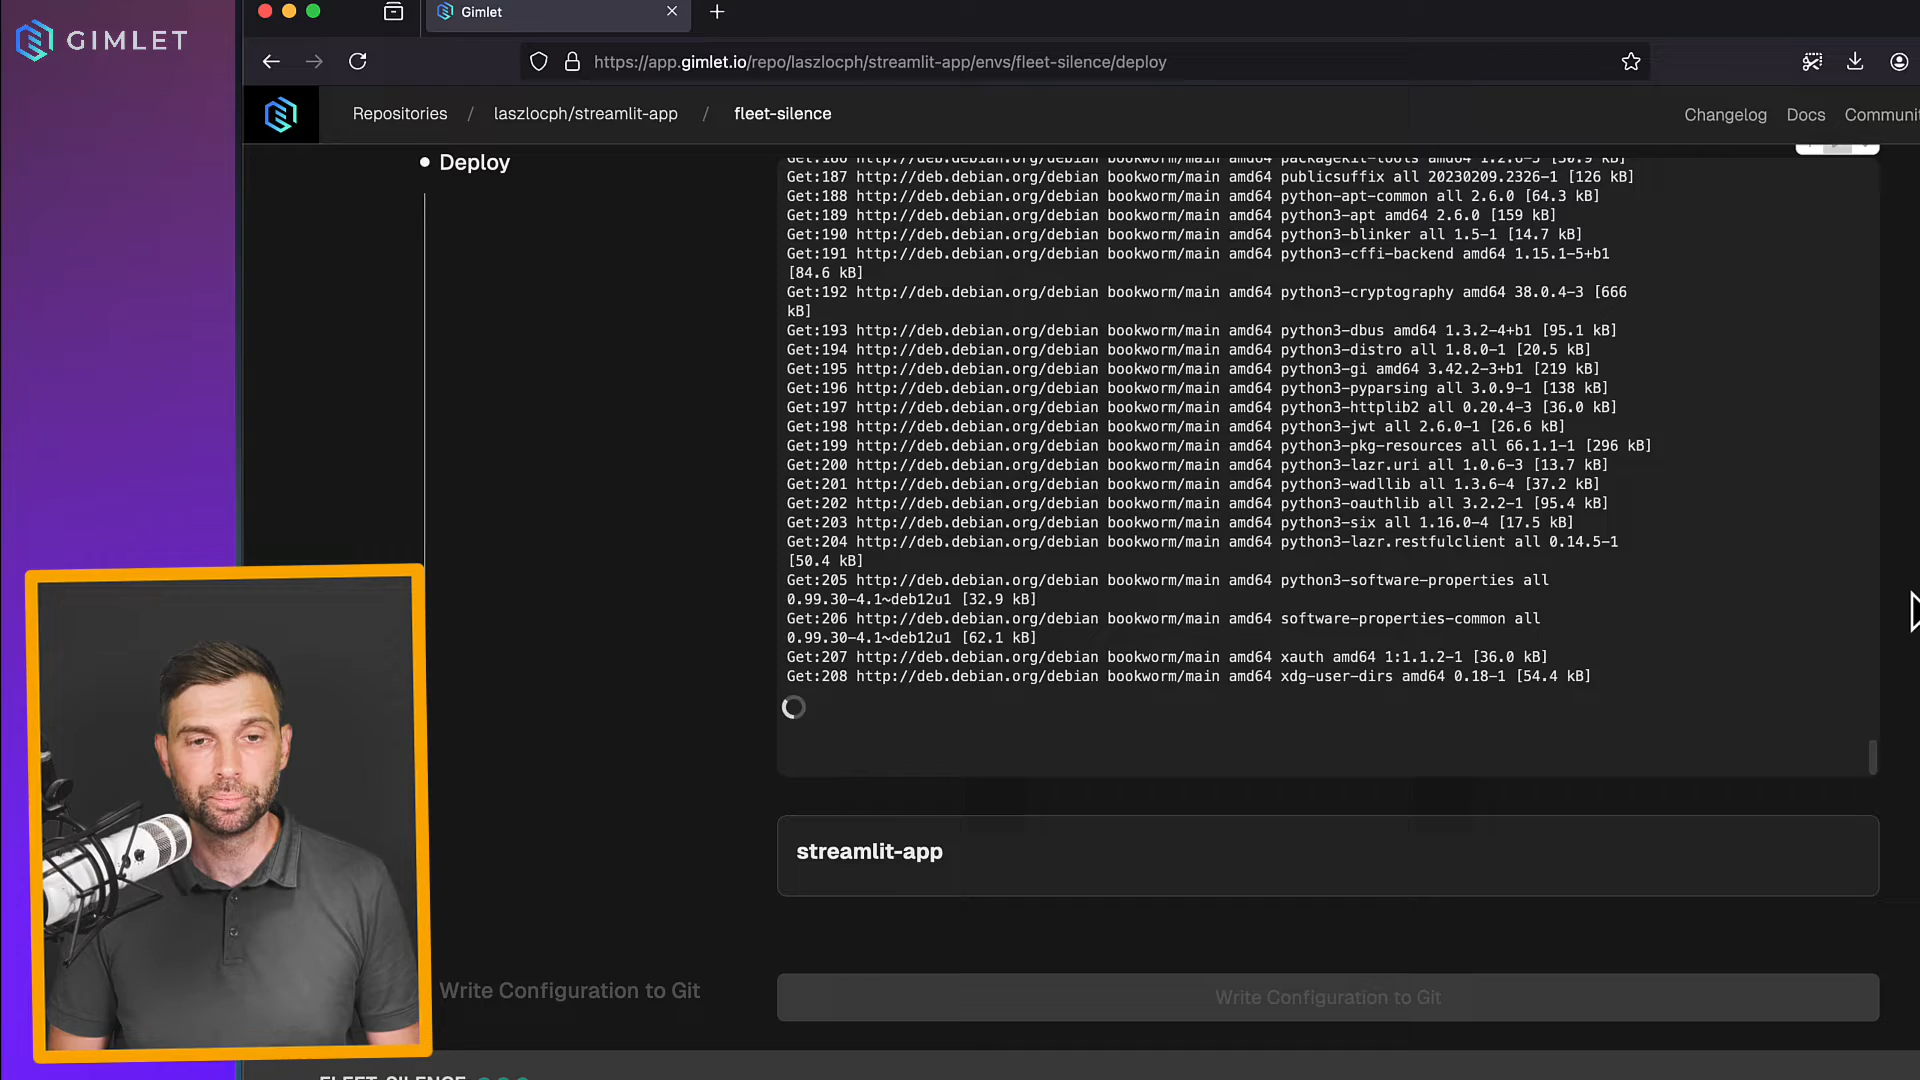 GIMLET
Gimlet
https://app.gimlet.io/repo/laszlocph/streamlit-app/envs/fleet-silence/deploy
Repositories / laszlocph/streamlit-app / fleet-silence
Changelog Docs Communi
Deploy
Get:186 http://deb.debian.org/debian bookworm/main amd64 packagekit-tools amd64 1.2.6-5 [30.9 kB]
Get:187 http://deb.debian.org/debian bookworm/main amd64 publicsuffix all 20230209.2326-1 [126 kB]
Get:188 http://deb.debian.org/debian bookworm/main amd64 python-apt-common all 2.6.0 [64.3 kB]
Get:189 http://deb.debian.org/debian bookworm/main amd64 python3-apt amd64 2.6.0 [159 kB]
Get:190 http://deb.debian.org/debian bookworm/main amd64 python3-blinker all 1.5-1 [14.7 kB]
Get:191 http://deb.debian.org/debian bookworm/main amd64 python3-cffi-backend amd64 1.15.1-5+b1
[84.6 kB]
Get:192 http://deb.debian.org/debian bookworm/main amd64 python3-cryptography amd64 38.0.4-3 [666
kB]
Get:193 http://deb.debian.org/debian bookworm/main amd64 python3-dbus amd64 1.3.2-4+b1 [95.1 kB]
Get:194 http://deb.debian.org/debian bookworm/main amd64 python3-distro all 1.8.0-1 [20.5 kB]
Get:195 http://deb.debian.org/debian bookworm/main amd64 python3-gi amd64 3.42.2-3+b1 [219 kB]
Get:196 http://deb.debian.org/debian bookworm/main amd64 python3-pyparsing all 3.0.9-1 [138 kB]
Get:197 http://deb.debian.org/debian bookworm/main amd64 python3-httplib2 all 0.20.4-3 [36.0 kB]
Get:198 http://deb.debian.org/debian bookworm/main amd64 python3-jwt all 2.6.0-1 [26.6 kB]
Get:199 http://deb.debian.org/debian bookworm/main amd64 python3-pkg-resources all 66.1.1-1 [296 kB]
Get:200 http://deb.debian.org/debian bookworm/main amd64 python3-lazr.uri all 1.0.6-3 [13.7 kB]
Get:201 http://deb.debian.org/debian bookworm/main amd64 python3-wadllib all 1.3.6-4 [37.2 kB]
Get:202 http://deb.debian.org/debian bookworm/main amd64 python3-oauthlib all 3.2.2-1 [95.4 kB]
Get:203 http://deb.debian.org/debian bookworm/main amd64 python3-six all 1.16.0-4 [17.5 kB]
Get:204 http://deb.debian.org/debian bookworm/main amd64 python3-lazr.restfulclient all 0.14.5-1
[50.4 kB]
Get:205 http://deb.debian.org/debian bookworm/main amd64 python3-software-properties all
0.99.30-4.1~deb12u1 [32.9 kB]
Get:206 http://deb.debian.org/debian bookworm/main amd64 software-properties-common all
0.99.30-4.1~deb12u1 [62.1 kB]
Get:207 http://deb.debian.org/debian bookworm/main amd64 xauth amd64 1:1.1.2-1 [36.0 kB]
Get:208 http://deb.debian.org/debian bookworm/main amd64 xdg-user-dirs amd64 0.18-1 [54.4 kB]
streamlit-app
Write Configuration to Git
Write Configuration to Git
FLEET-SILENCE